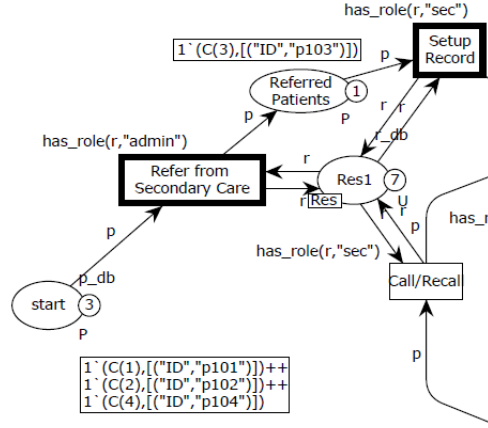 has_role(r,"sec")
1`(C(3),[("ID","p103")])
p
Setup
Record
Referred
Patients
1
P
p
r
r
has_role(r,"admin")
r_db
Refer from
Secondary Care
r
r
Res1
7
Res
U
r
r
p
has_r
p
has_role(r,"sec")
Call/Recall
p_db
start
3
P
p
1`(C(1),[("ID","p101")])++
1`(C(2),[("ID","p102")])++
1`(C(4),[("ID","p104")])